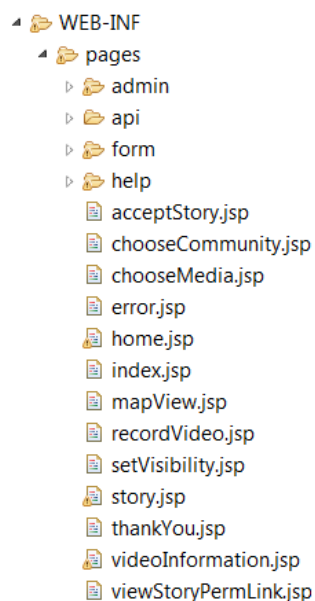 WEB-INF
pages
admin
api
form
help
acceptStory.jsp
chooseCommunity.jsp
chooseMedia.jsp
error.jsp
home.jsp
index.jsp
mapView.jsp
recordVideo.jsp
setVisibility.jsp
story.jsp
thankYou.jsp
videoInformation.jsp
viewStoryPermLink.jsp